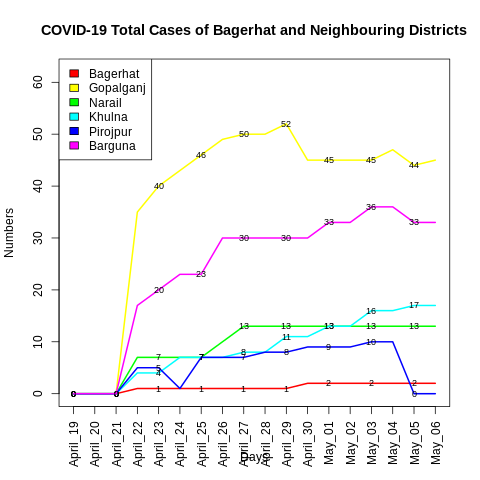 COVID-19 Total Cases of Bagerhat and Neighbouring Districts
Bagerhat
Gopalganj
Narail
Khulna
Pirojpur
Barguna
Numbers
60
50
40
30
20
10
0
52
50
46
45
45
44
40
36
33
33
30
30
23
20
17
16
13
13
13
13
13
11
10
9
8
8
7
7
5
4
2
2
2
1
1
1
1
0
0
0
April_19
April_20
April_21
April_22
April_23
April_24
April_25
April_26
April_27
April_28
April_29
April_30
May_01
May_02
May_03
May_04
May_05
May_06
Days